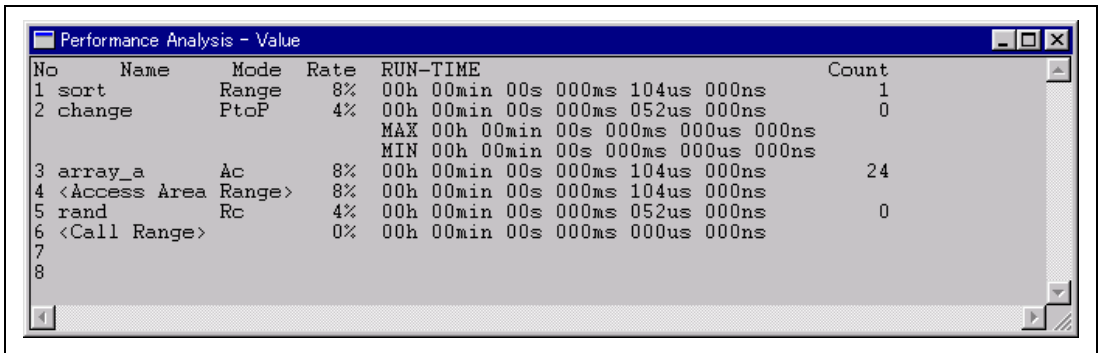 Performance Analysis - Value
No Name Mode Rate RUN-TIME Count
1 sort Range 8% 00h 00min 00s 000ms 104us 000ns 1
2 change PtoP 4% 00h 00min 00s 000ms 052us 000ns 0
MAX 00h 00min 00s 000ms 000us 000ns
MIN 00h 00min 00s 000ms 000us 000ns
3 array_a Ac 8% 00h 00min 00s 000ms 104us 000ns 24
4 <Access Area Range> 8% 00h 00min 00s 000ms 104us 000ns
5 rand Rc 4% 00h 00min 00s 000ms 052us 000ns 0
6 <Call Range> 0% 00h 00min 00s 000ms 000us 000ns
7
8